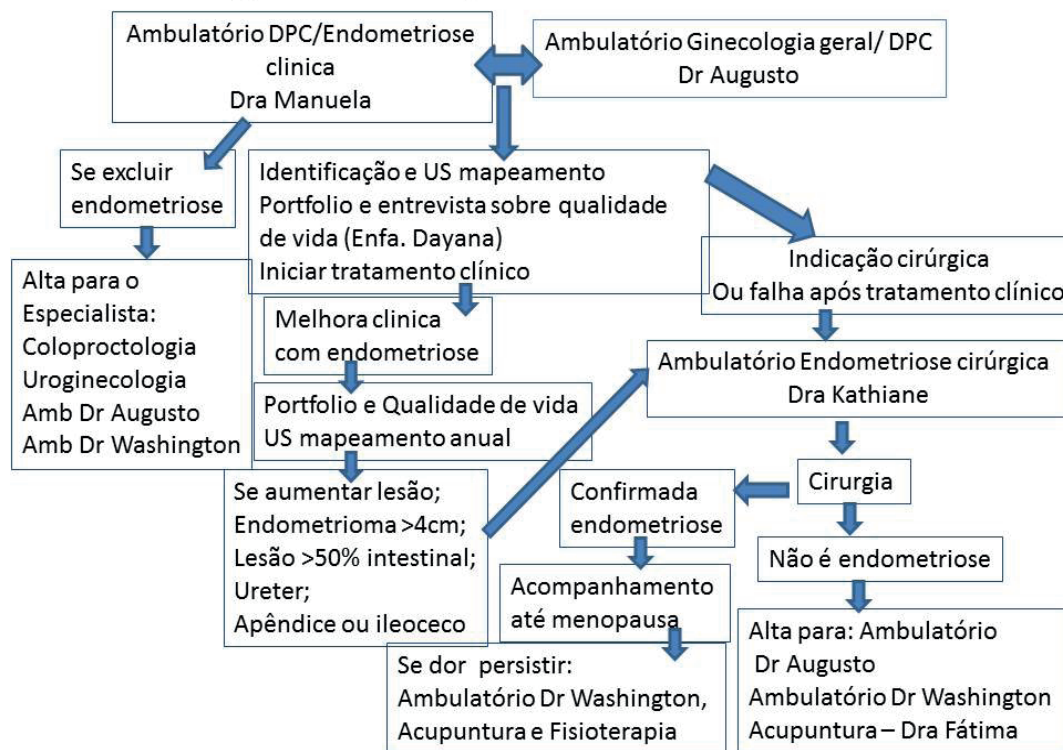 Ambulatório DPC/Endometriose
clinica
Dra Manuela
Ambulatório Ginecologia geral/ DPC
Dr Augusto
Se excluir
endometriose
Identificação e US mapeamento
Portfolio e entrevista sobre qualidade
de vida (Enfa. Dayana)
Iniciar tratamento clínico
Indicação cirúrgica
Ou falha após tratamento clínico
Alta para o
Especialista:
Coloproctologia
Uroginecologia
Amb Dr Augusto
Amb Dr Washington
Melhora clinica
com endometriose
Ambulatório Endometriose cirúrgica
Dra Kathiane
Portfolio e Qualidade de vida
US mapeamento anual
Se aumentar lesão;
Endometrioma >4cm;
Lesão >50% intestinal;
Ureter;
Apêndice ou ileoceco
Confirmada
endometriose
Cirurgia
Não é endometriose
Acompanhamento
até menopausa
Se dor persistir:
Ambulatório Dr Washington,
Acupuntura e Fisioterapia
Alta para: Ambulatório
Dr Augusto
Ambulatório Dr Washington
Acupuntura – Dra Fátima